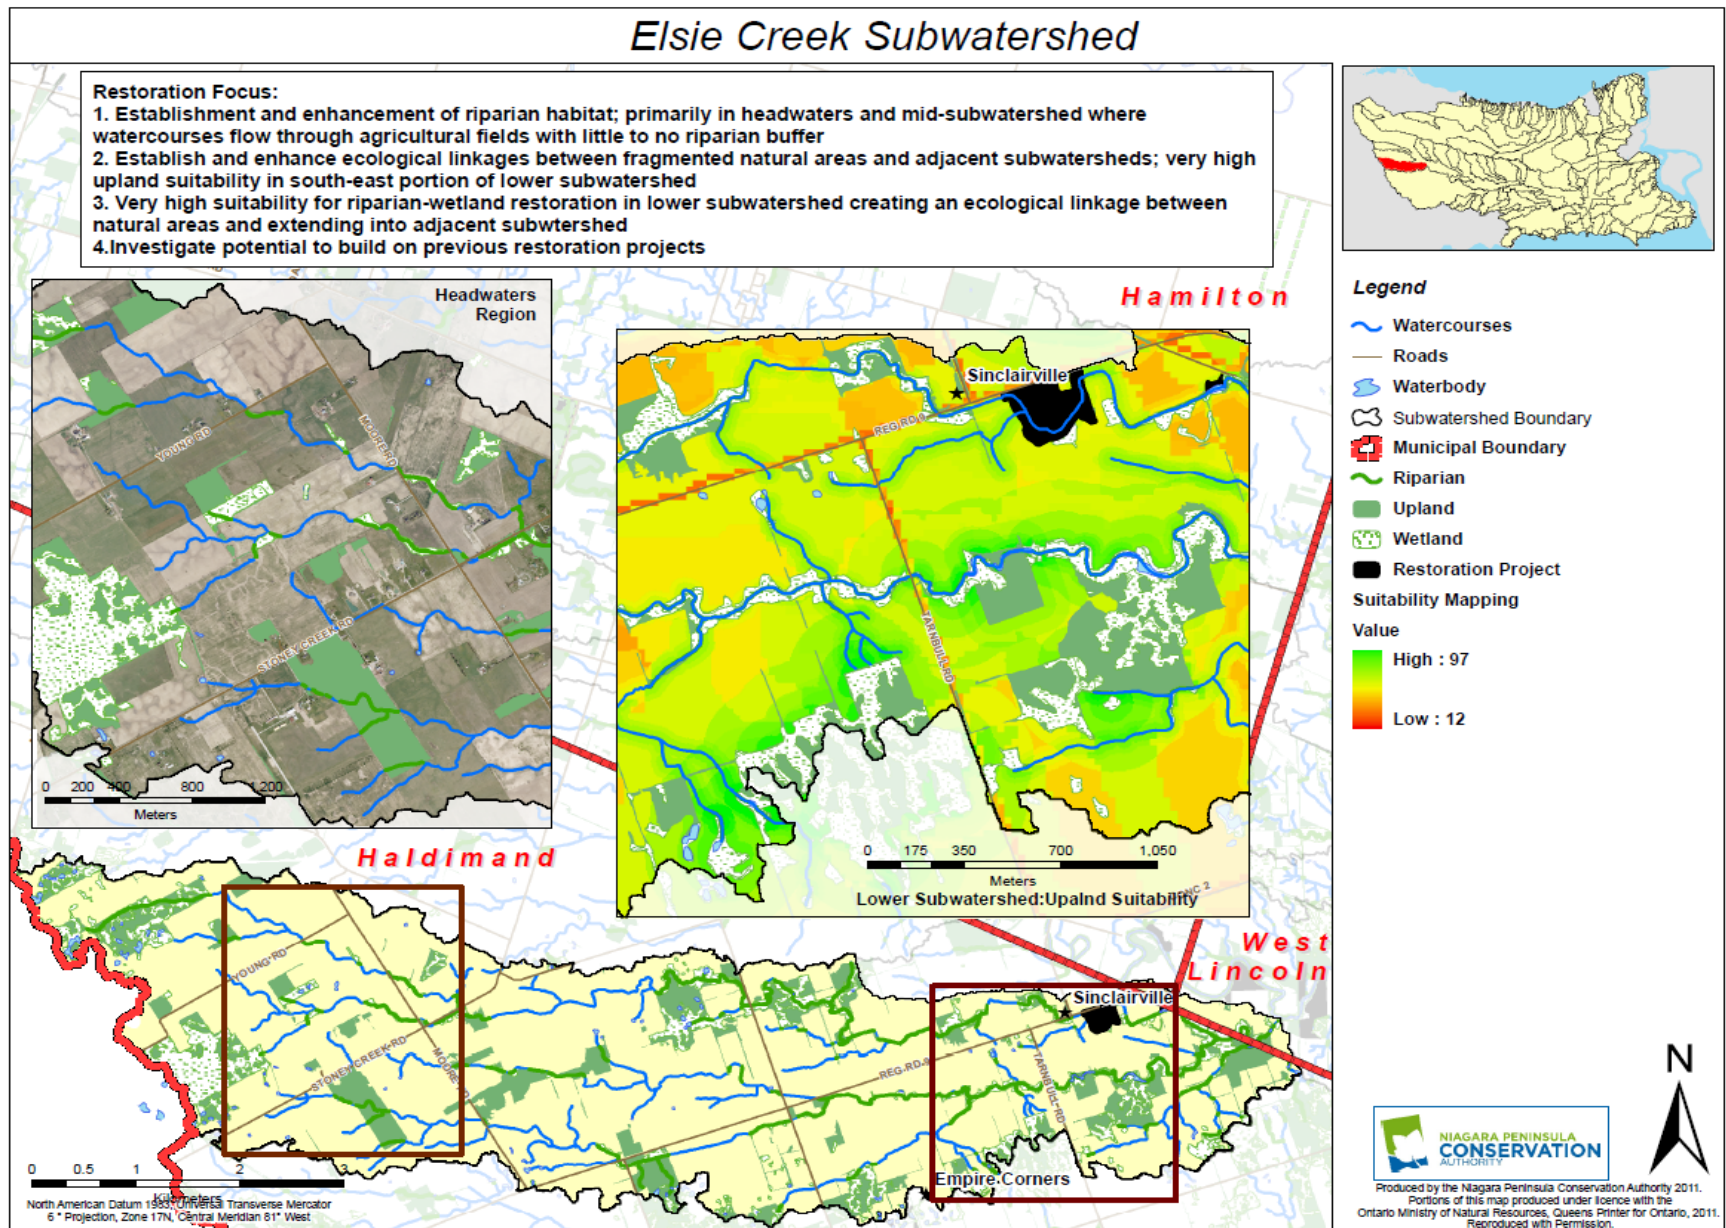 Elsie Creek Subwatershed
Restoration Focus:
1. Establishment and enhancement of riparian habitat; primarily in headwaters and mid-subwatershed where
watercourses flow through agricultural fields with little to no riparian buffer
2. Establish and enhance ecological linkages between fragmented natural areas and adjacent subwatersheds; very high
upland suitability in south-east portion of lower subwatershed
3. Very high suitability for riparian-wetland restoration in lower subwatershed creating an ecological linkage between
natural areas and extending into adjacent subwtershed
4.Investigate potential to build on previous restoration projects
Headwaters
Region
YOUNG RD
MOORE RD
STONEY CREEK RD
0 200 400 800 1,200
Meters
Hamilton
Sinclairville
REG RD 9
TARNBULL RD
0 175 350 700 1,050
Meters
Lower Subwatershed:Upalnd Suitability
CONC 2
Haldimand
West
Lincoln
YOUNG RD
STONEY CREEK RD
MOORE RD
REG RD 9
Sinclairville
TARNBULL RD
Empire Corners
0 0.5 1 2 3
Kilometers
North American Datum 1983, Universal Transverse Mercator
6 ° Projection, Zone 17N, Central Meridian 81° West
Legend
Watercourses
Roads
Waterbody
Subwatershed Boundary
Municipal Boundary
Riparian
Upland
Wetland
Restoration Project
Suitability Mapping
Value
High : 97
Low : 12
N
NIAGARA PENINSULA
CONSERVATION
AUTHORITY
Produced by the Niagara Peninsula Conservation Authority 2011.
Portions of this map produced under licence with the
Ontario Ministry of Natural Resources, Queens Printer for Ontario, 2011.
Reproduced with Permission.